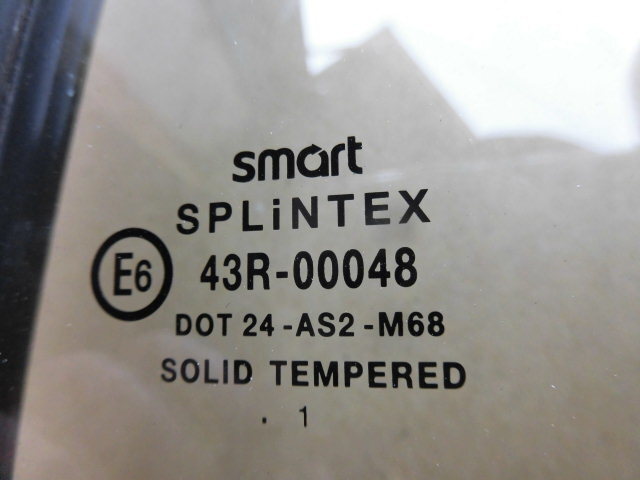 smart
SPLiNTEX
E6 43R-00048
DOT 24 -AS2 -M68
SOLID TEMPERED
. 1